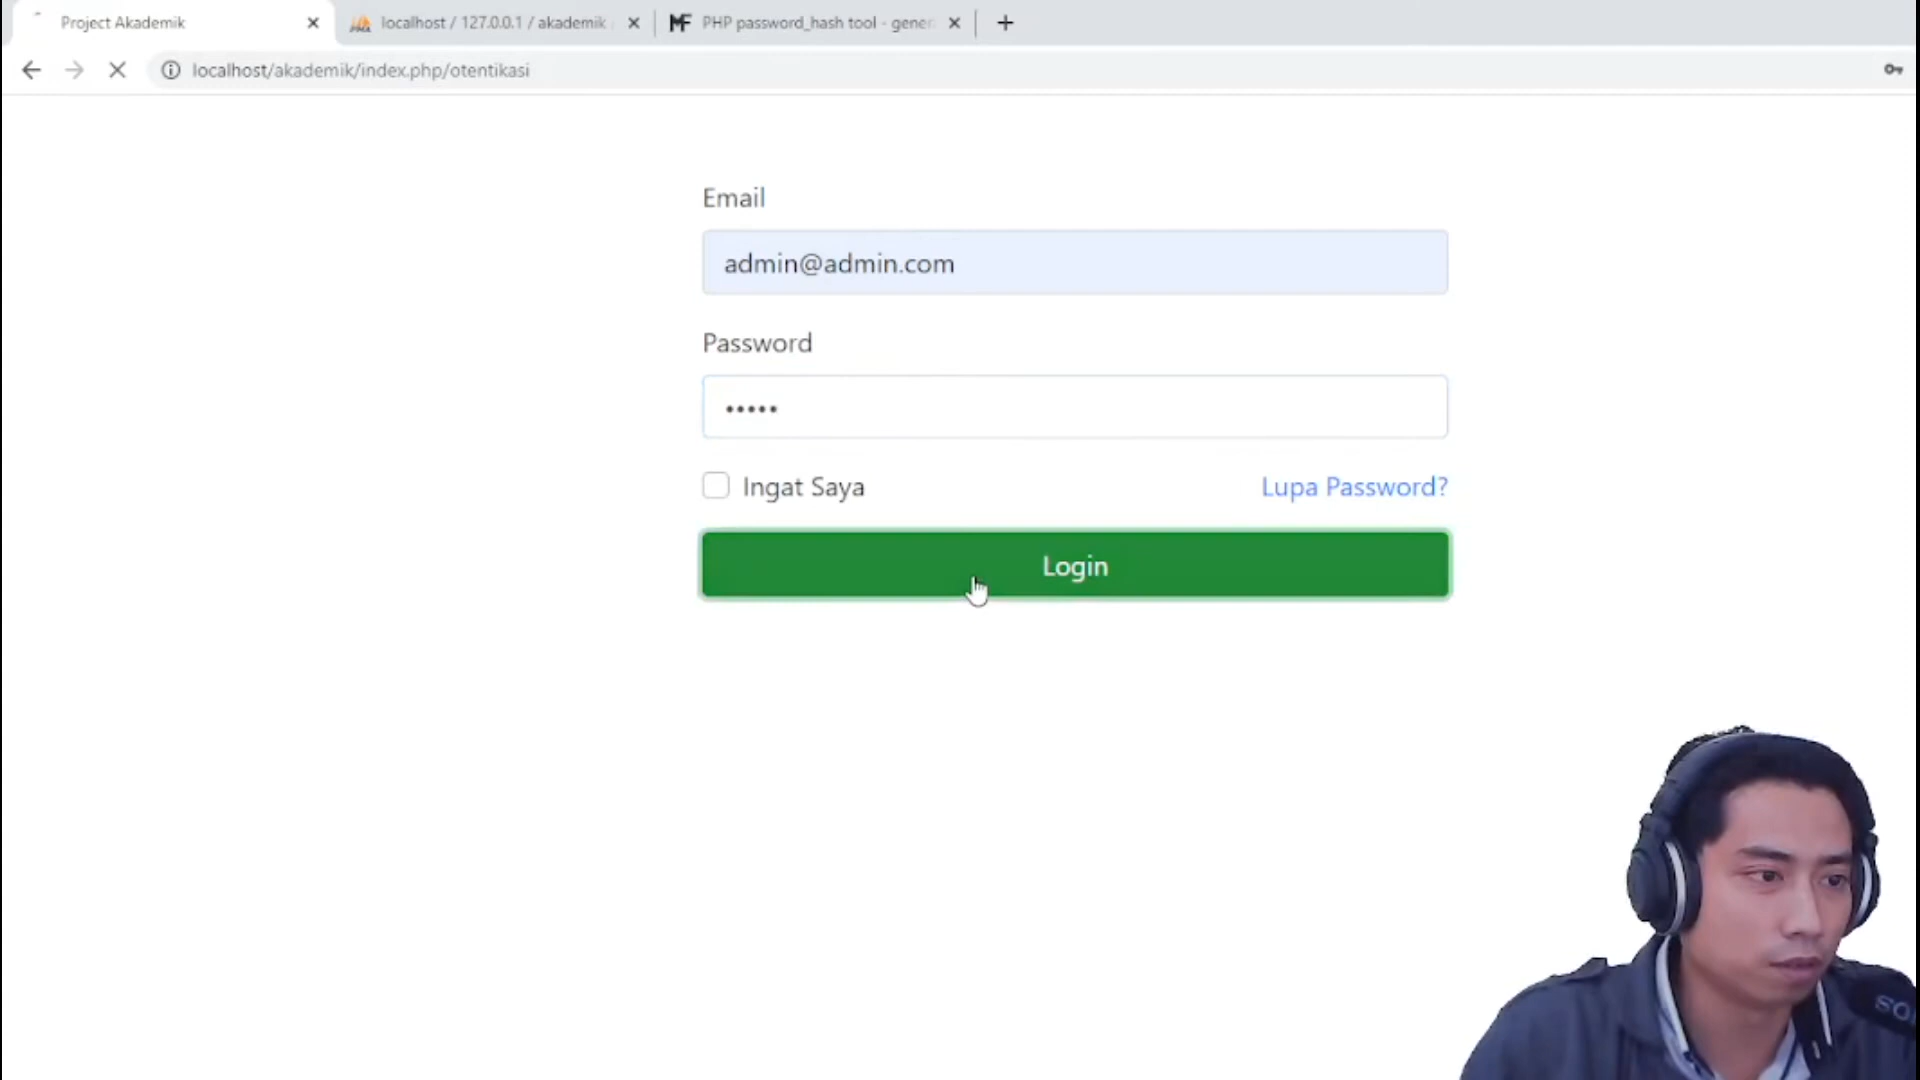 Project Akademik
localhost / 127.0.0.1 / akademik
PHP password_hash tool - gener
localhost/akademik/index.php/otentikasi
Email
admin@admin.com
Password
•••••
Ingat Saya
Lupa Password?
Login